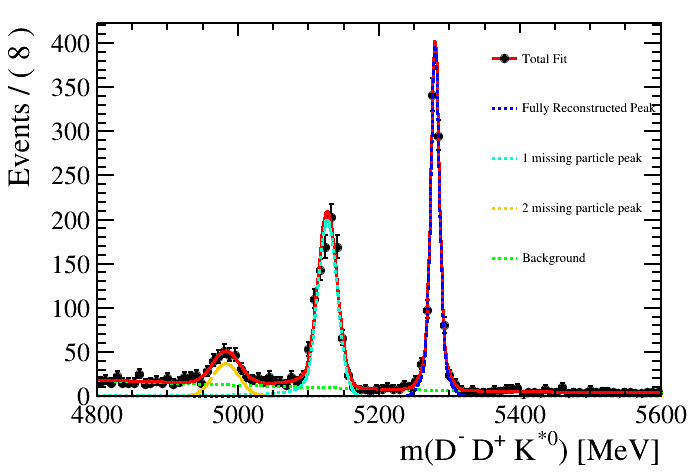 Events / ( 8 )
400
350
300
250
200
150
100
50
0
Total Fit
Fully Reconstructed Peak
1 missing particle peak
2 missing particle peak
Background
4800 5000 5200 5400 5600
m(D⁻ D⁺ K*⁰) [MeV]